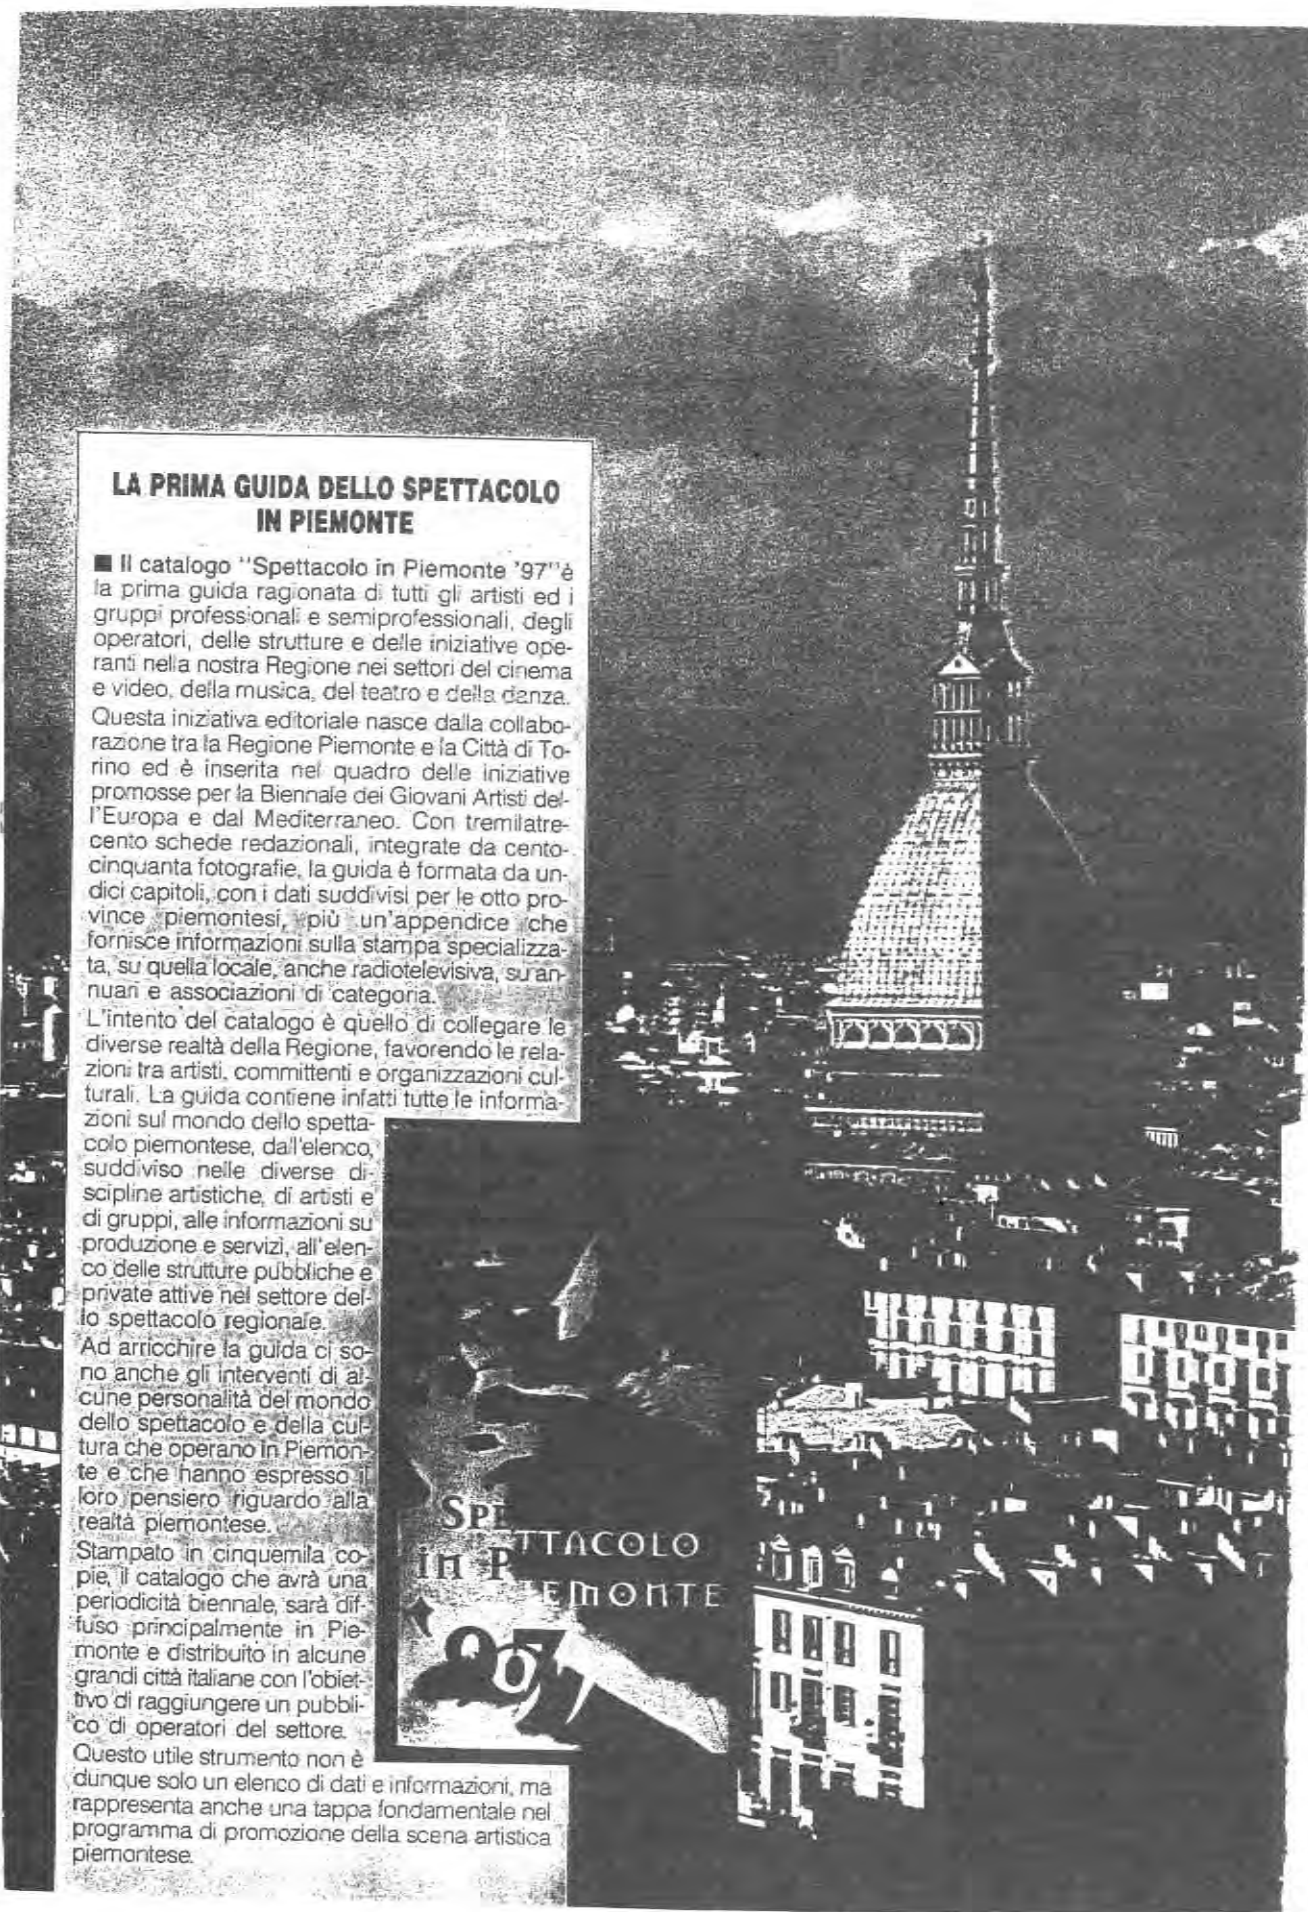 LA PRIMA GUIDA DELLO SPETTACOLO
IN PIEMONTE
■ Il catalogo "Spettacolo in Piemonte '97" è
la prima guida ragionata di tutti gli artisti ed i
gruppi professionali e semiprofessionali, degli
operatori, delle strutture e delle iniziative ope-
ranti nella nostra Regione nei settori del cinema
e video, della musica, del teatro e della danza.
Questa iniziativa editoriale nasce dalla collabo-
razione tra la Regione Piemonte e la Città di To-
rino ed è inserita nel quadro delle iniziative
promosse per la Biennale dei Giovani Artisti del-
l'Europa e dal Mediterraneo. Con tremilatre-
cento schede redazionali, integrate da cento-
cinquanta fotografie, la guida è formata da un-
dici capitoli, con i dati suddivisi per le otto pro-
vince piemontesi, più un'appendice che
fornisce informazioni sulla stampa specializza-
ta, su quella locale, anche radiotelevisiva, su an-
nuari e associazioni di categoria.
L'intento del catalogo è quello di collegare le
diverse realtà della Regione, favorendo le rela-
zioni tra artisti, committenti e organizzazioni cul-
turali. La guida contiene infatti tutte le informa-
zioni sul mondo dello spetta-
colo piemontese, dall'elenco,
suddiviso nelle diverse di-
scipline artistiche, di artisti e
di gruppi, alle informazioni su
produzione e servizi, all'elen-
co delle strutture pubbliche e
private attive nel settore del-
lo spettacolo regionale.
Ad arricchire la guida ci so-
no anche gli interventi di al-
cune personalità del mondo
dello spettacolo e della cul-
tura che operano in Piemon-
te e che hanno espresso il
loro pensiero riguardo alla
realtà piemontese.
Stampato in cinquemila co-
pie, il catalogo che avrà una
periodicità biennale, sarà dif-
fuso principalmente in Pie-
monte e distribuito in alcune
grandi città italiane con l'obiet-
tivo di raggiungere un pubbli-
co di operatori del settore.
Questo utile strumento non è
dunque solo un elenco di dati e informazioni, ma
rappresenta anche una tappa fondamentale nel
programma di promozione della scena artistica
piemontese.
SPETTACOLO
IN PIEMONTE
'97